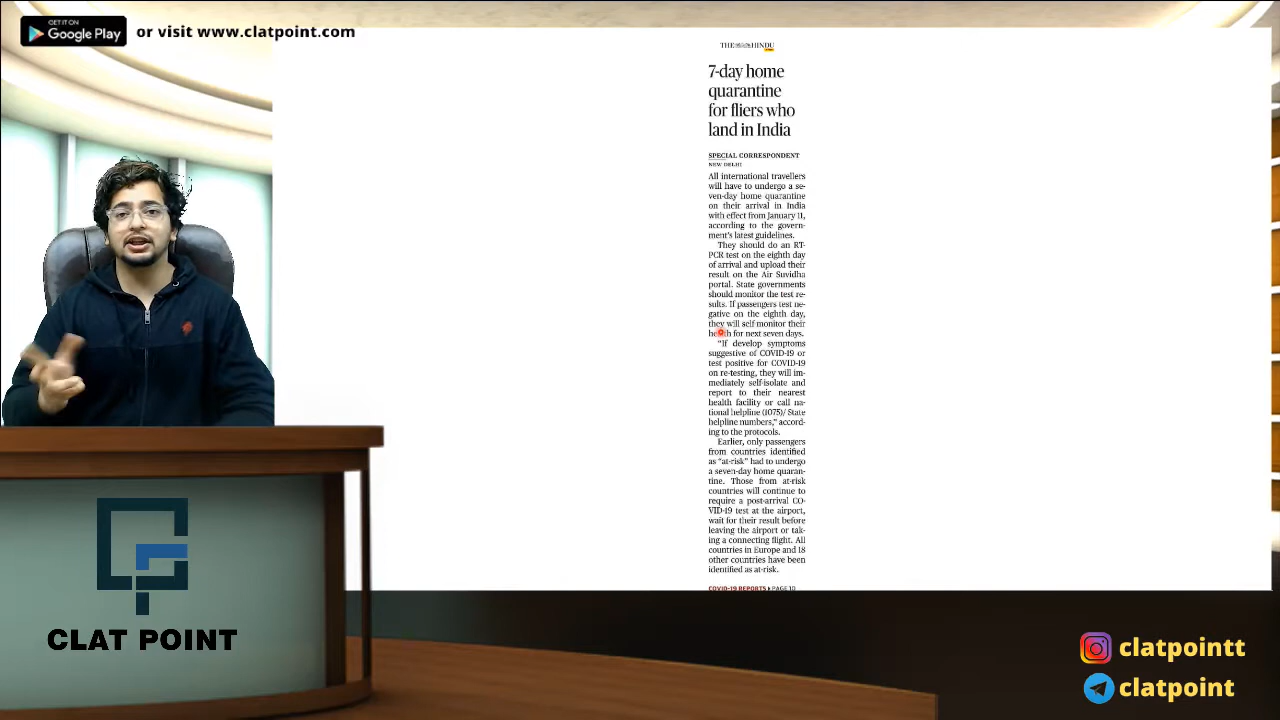 GET IT ON
Google Play
or visit www.clatpoint.com
THE HINDU
7-day home
quarantine
for fliers who
land in India
SPECIAL CORRESPONDENT
NEW DELHI
All international travellers
will have to undergo a se-
ven-day home quarantine
on their arrival in India
with effect from January 11,
according to the govern-
ment's latest guidelines.
They should do an RT-
PCR test on the eighth day
of arrival and upload their
result on the Air Suvidha
portal. State governments
should monitor the test re-
sults. If passengers test ne-
gative on the eighth day,
they will self monitor their
health for next seven days.
"If develop symptoms
suggestive of COVID-19 or
test positive for COVID-19
on re-testing, they will im-
mediately self-isolate and
report to their nearest
health facility or call na-
tional helpline (1075)/ State
helpline numbers," accord-
ing to the protocols.
Earlier, only passengers
from countries identified
as "at-risk" had to undergo
a seven-day home quaran-
tine. Those from at-risk
countries will continue to
require a post-arrival CO-
VID-19 test at the airport,
wait for their result before
leaving the airport or tak-
ing a connecting flight. All
countries in Europe and 18
other countries have been
identified as at-risk.
COVID-19 REPORTS PAGE 10
CLAT POINT
clatpointt
clatpoint